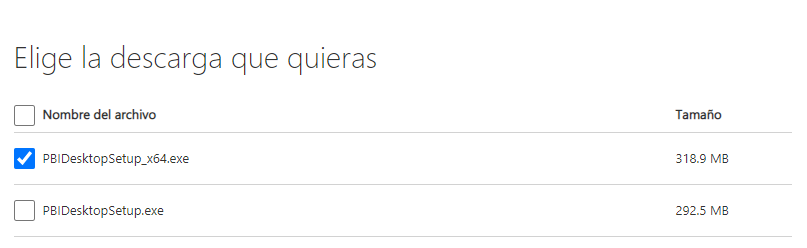 Elige la descarga que quieras
Nombre del archivo Tamaño
PBIDesktopSetup_x64.exe 318.9 MB
PBIDesktopSetup.exe 292.5 MB